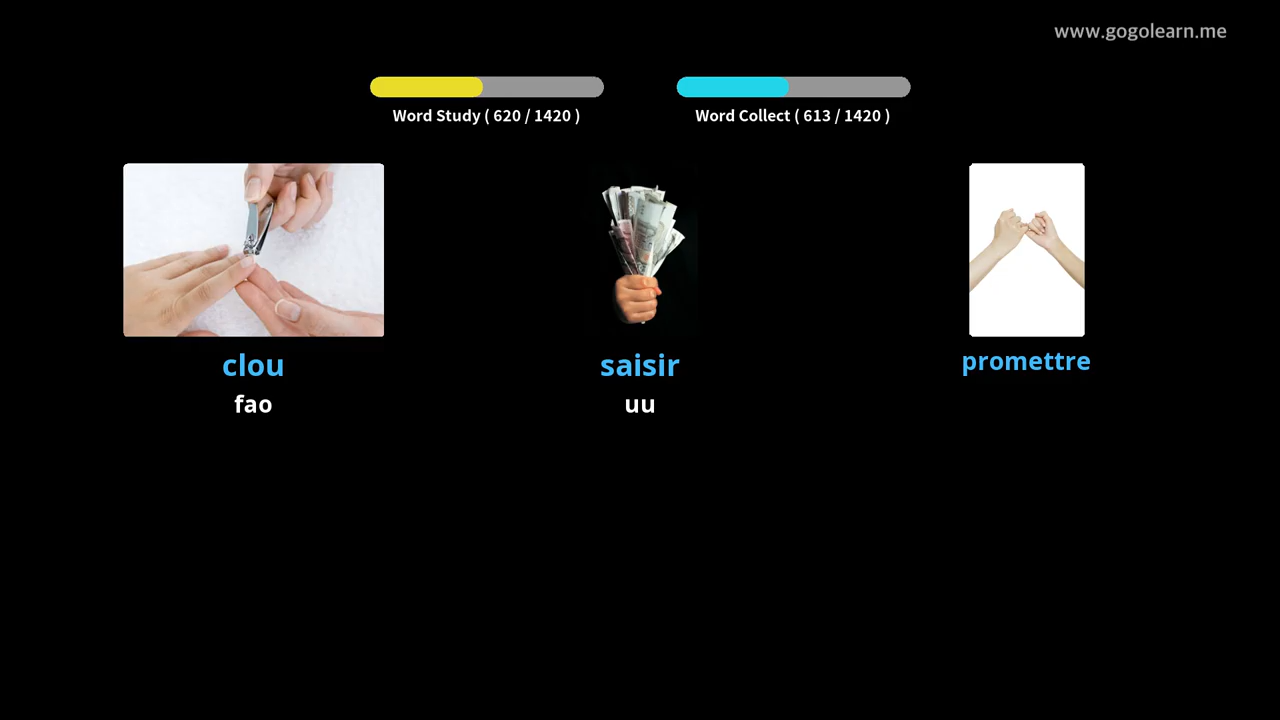 www.gogolearn.me
Word Study ( 620 / 1420 )
Word Collect ( 613 / 1420 )
clou
saisir
promettre
fao
uu